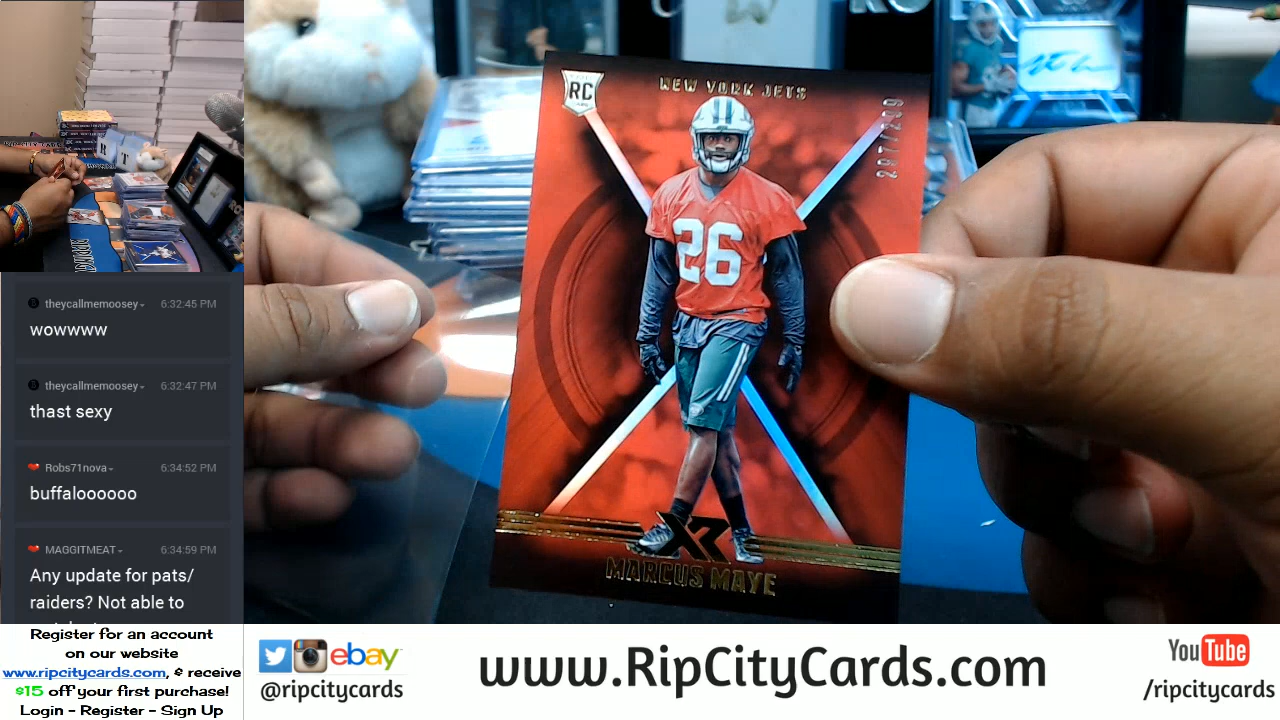 theycallmemoosey 6:32:45 PM
wowwww
theycallmemoosey 6:32:47 PM
thast sexy
Robs71nova 6:34:52 PM
buffaloooooo
MAGGITMEAT 6:34:59 PM
Any update for pats/
raiders? Not able to
Register for an account
on our website
www.ripcitycards.com, & receive
$15 off your first purchase!
Login - Register - Sign Up
RC
NEW YORK JETS
287/299
26
XR
MARCUS MAYE
ebay
@ripcitycards
www.RipCityCards.com
YouTube
/ripcitycards